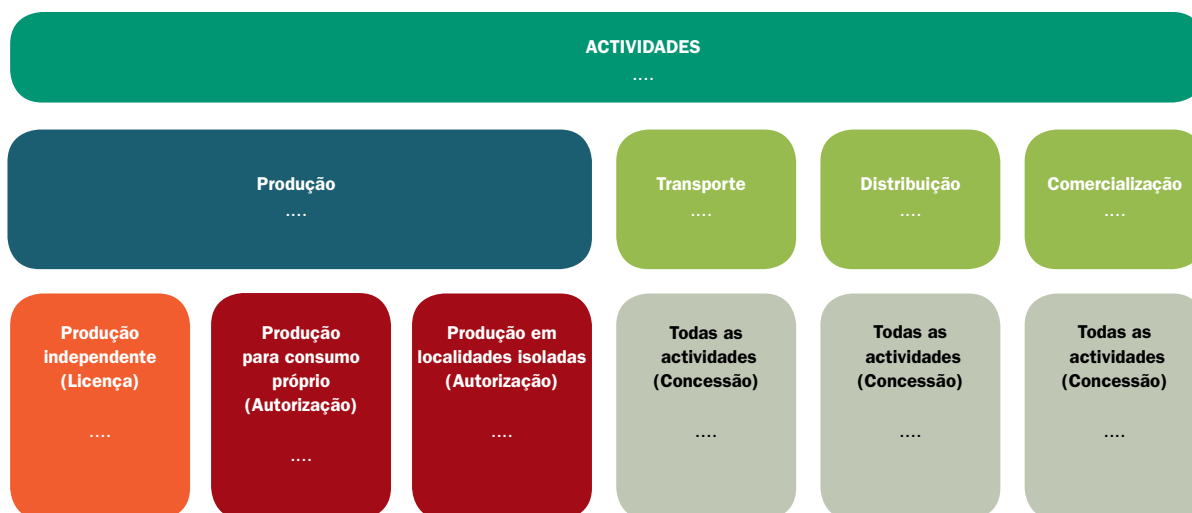 ACTIVIDADES
....
Produção
....
Transporte
....
Distribuição
....
Comercialização
....
Produção
independente
(Licença)
....
Produção
para consumo
próprio
(Autorização)
....
Produção em
localidades isoladas
(Autorização)
....
Todas as
actividades
(Concessão)
....
Todas as
actividades
(Concessão)
....
Todas as
actividades
(Concessão)
....